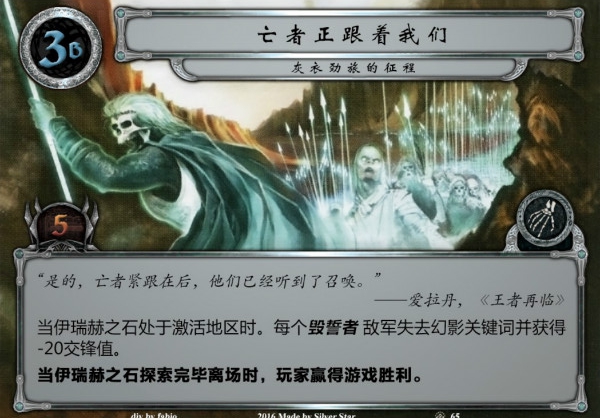 3B
亡者正跟着我们
灰衣劲旅的征程
5
“是的，亡者紧跟在后，他们已经听到了召唤。”
——爱拉丹，《王者再临》
当伊瑞赫之石处于激活地区时。每个毁誓者 敌军失去幻影关键词并获得
-20交锋值。
当伊瑞赫之石探索完毕离场时，玩家赢得游戏胜利。
diy by fabio
2016 Made by Silver Star
65